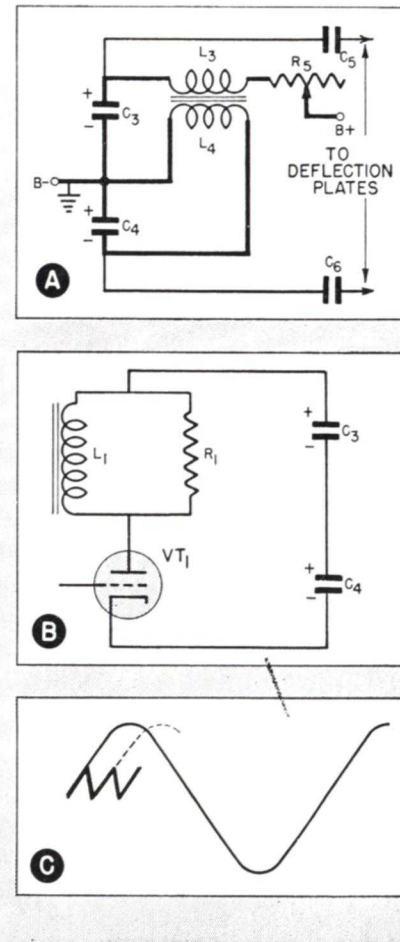 L3
C5
R5
+
C3
-
L4
B+
B-
TO
DEFLECTION
PLATES
+
C4
-
C6
A
L1
R1
+
C3
-
VT1
+
C4
-
B
C